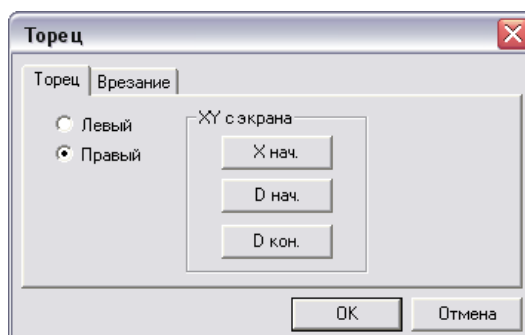 Торец
Торец Врезание
Левый
Правый
XY с экрана
X нач.
D нач.
D кон.
OK Отмена